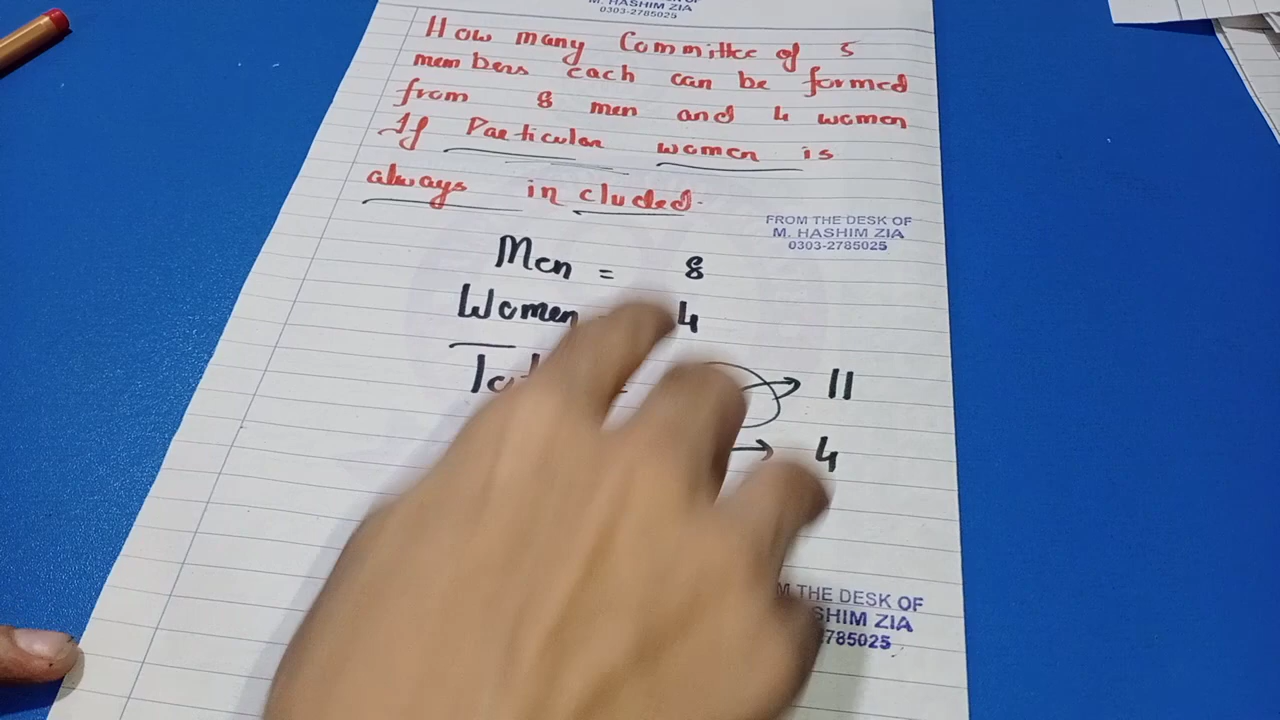 M. HASHIM ZIA
0303-2785025
How many Committee of 5
members each can be formed
from 8 men and 4 women
If Particular women is
always included.
FROM THE DESK OF
M. HASHIM ZIA
0303-2785025
Men = 8
Women 4
11
4
THE DESK OF
SHIM ZIA
785025